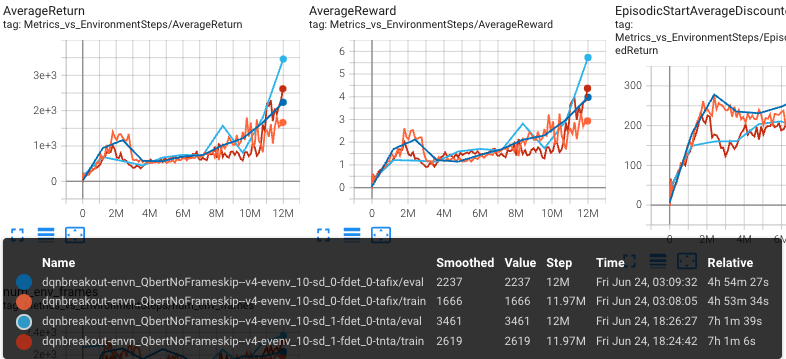 AverageReturn
tag: Metrics_vs_EnvironmentSteps/AverageReturn
3e+3
2e+3
1e+3
0
0 2M 4M 6M 8M 10M 12M
AverageReward
tag: Metrics_vs_EnvironmentSteps/AverageReward
6
5
4
3
2
1
0
0 2M 4M 6M 8M 10M 12M
EpisodicStartAverageDiscounte
tag:
Metrics_vs_EnvironmentSteps/Epis
edReturn
300
200
100
0
0 2M 4M 6M
Name Smoothed Value Step Time Relative
dqnbreakout-envn_QbertNoFrameskip--v4-evenv_10-sd_0-fdet_0-tafix/eval 2237 2237 12M Fri Jun 24, 03:09:32 4h 54m 27s
dqnbreakout-envn_QbertNoFrameskip--v4-evenv_10-sd_0-fdet_0-tafix/train 1666 1666 11.97M Fri Jun 24, 03:08:05 4h 53m 34s
dqnbreakout-envn_QbertNoFrameskip--v4-evenv_10-sd_1-fdet_0-tnta/eval 3461 3461 12M Fri Jun 24, 18:26:27 7h 1m 39s
dqnbreakout-envn_QbertNoFrameskip--v4-evenv_10-sd_1-fdet_0-tnta/train 2619 2619 11.97M Fri Jun 24, 18:24:42 7h 1m 6s
num_env_frames